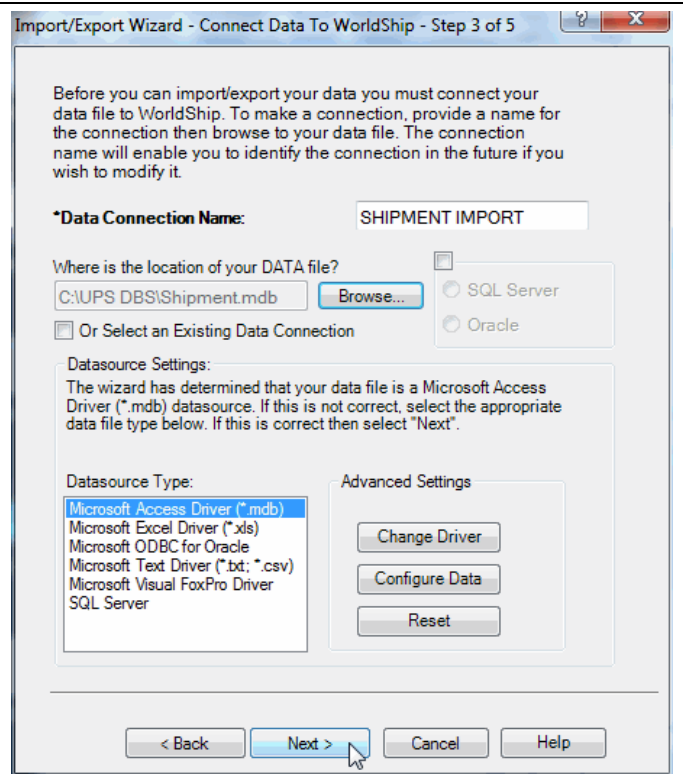 Import/Export Wizard - Connect Data To WorldShip - Step 3 of 5
Before you can import/export your data you must connect your
data file to WorldShip. To make a connection, provide a name for
the connection then browse to your data file. The connection
name will enable you to identify the connection in the future if you
wish to modify it.
*Data Connection Name:
SHIPMENT IMPORT
Where is the location of your DATA file?
C:\UPS DBS\Shipment.mdb
Browse...
SQL Server
Oracle
Or Select an Existing Data Connection
Datasource Settings:
The wizard has determined that your data file is a Microsoft Access
Driver (*.mdb) datasource. If this is not correct, select the appropriate
data file type below. If this is correct then select "Next".
Datasource Type:
Microsoft Access Driver (*.mdb)
Microsoft Excel Driver (*.xls)
Microsoft ODBC for Oracle
Microsoft Text Driver (*.txt; *.csv)
Microsoft Visual FoxPro Driver
SQL Server
Advanced Settings
Change Driver
Configure Data
Reset
< Back
Next >
Cancel
Help